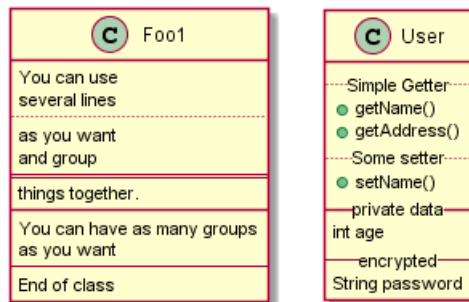 C Foo1
You can use
several lines
as you want
and group
things together.
You can have as many groups
as you want
End of class
C User
Simple Getter
getName()
getAddress()
Some setter
setName()
private data
int age
encrypted
String password